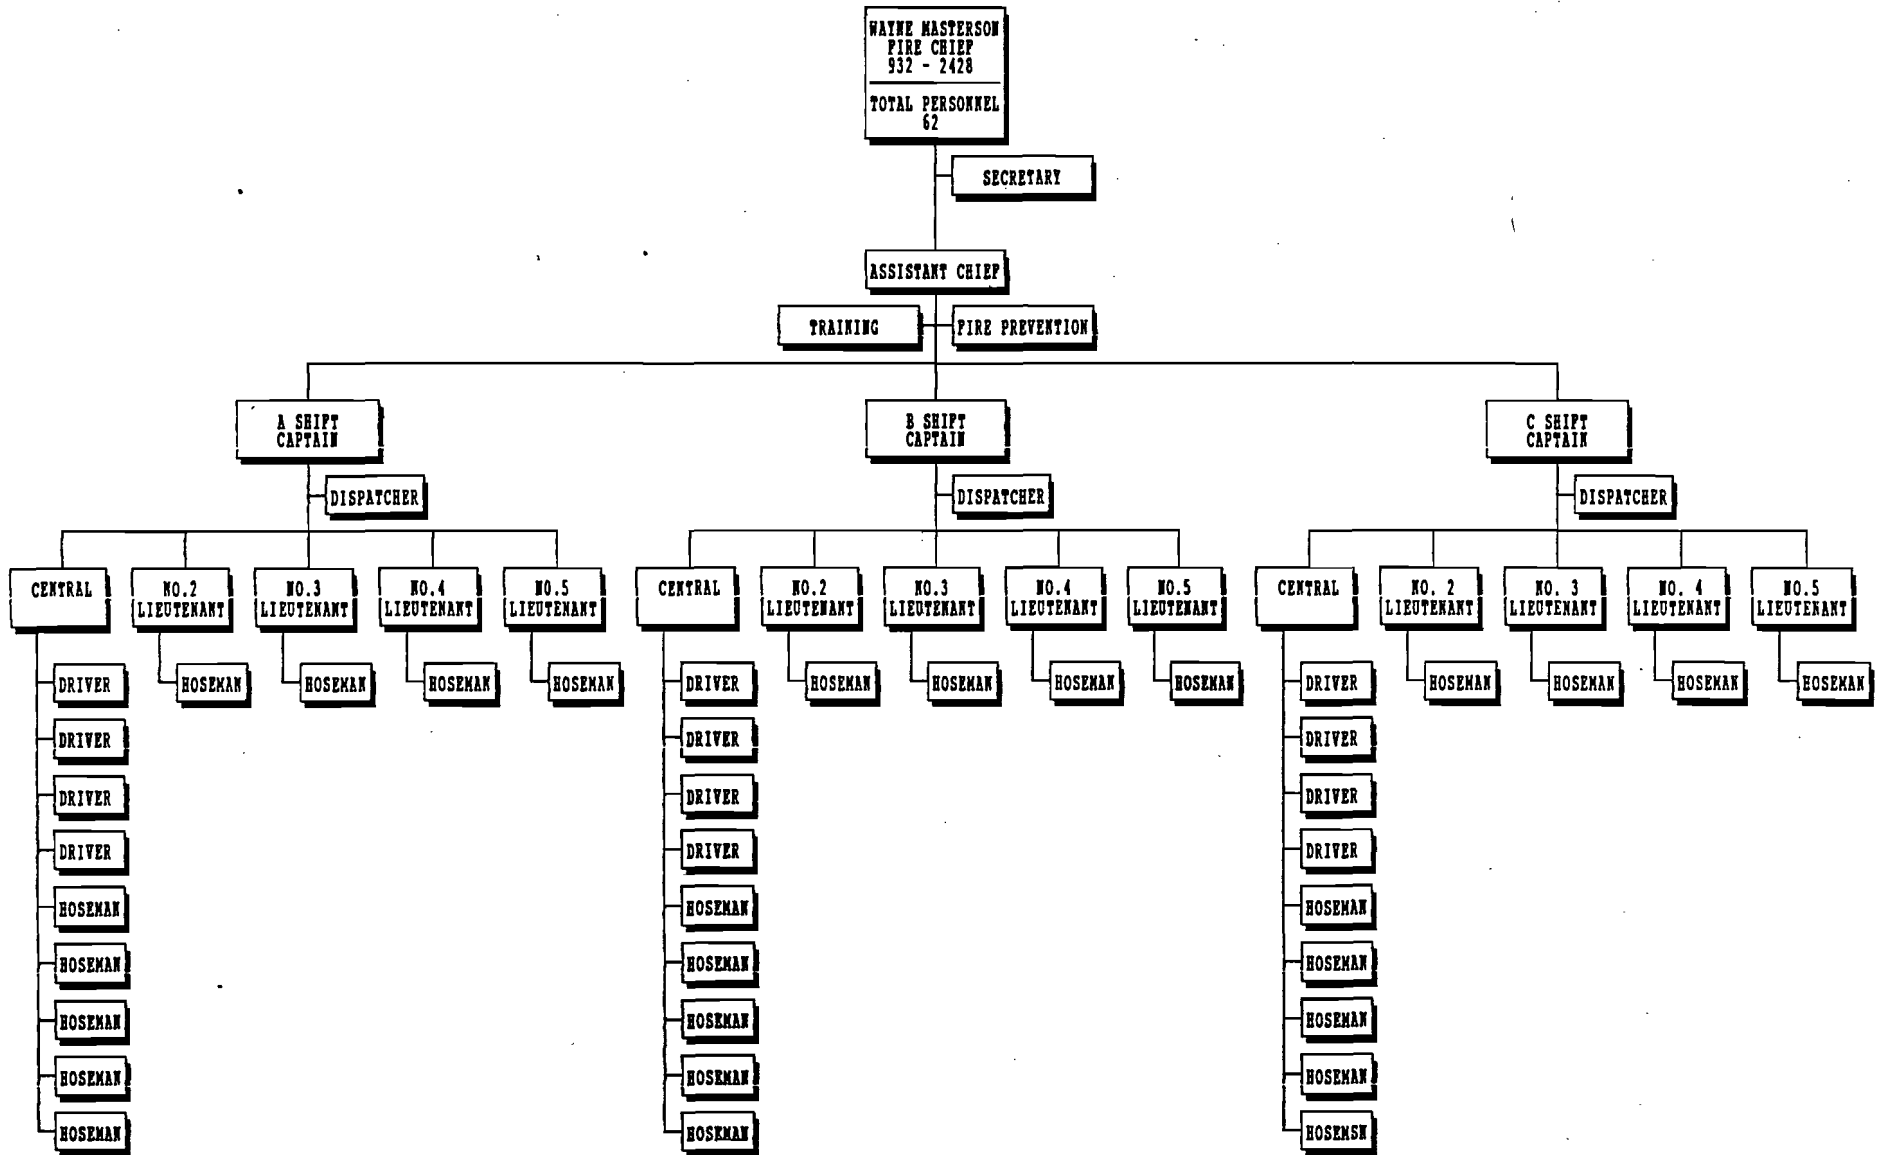 WAYNE MASTERSON
FIRE CHIEF
932 - 2428
TOTAL PERSONNEL
62
SECRETARY
ASSISTANT CHIEF
TRAINING
FIRE PREVENTION
A SHIFT
CAPTAIN
B SHIFT
CAPTAIN
C SHIFT
CAPTAIN
DISPATCHER
DISPATCHER
DISPATCHER
CENTRAL
NO.2
LIEUTENANT
NO.3
LIEUTENANT
NO.4
LIEUTENANT
NO.5
LIEUTENANT
CENTRAL
NO.2
LIEUTENANT
NO.3
LIEUTENANT
NO.4
LIEUTENANT
NO.5
LIEUTENANT
CENTRAL
NO. 2
LIEUTENANT
NO. 3
LIEUTENANT
NO. 4
LIEUTENANT
NO.5
LIEUTENANT
DRIVER
HOSEMAN
HOSEMAN
HOSEMAN
HOSEMAN
DRIVER
HOSEMAN
HOSEMAN
HOSEMAN
HOSEMAN
DRIVER
HOSEMAN
HOSEMAN
HOSEMAN
HOSEMAN
DRIVER
DRIVER
DRIVER
DRIVER
DRIVER
DRIVER
DRIVER
DRIVER
DRIVER
HOSEMAN
HOSEMAN
HOSEMAN
HOSEMAN
HOSEMAN
HOSEMAN
HOSEMAN
HOSEMAN
HOSEMAN
HOSEMAN
HOSEMAN
HOSEMAN
HOSEMAN
HOSEMAN
HOSEMSN